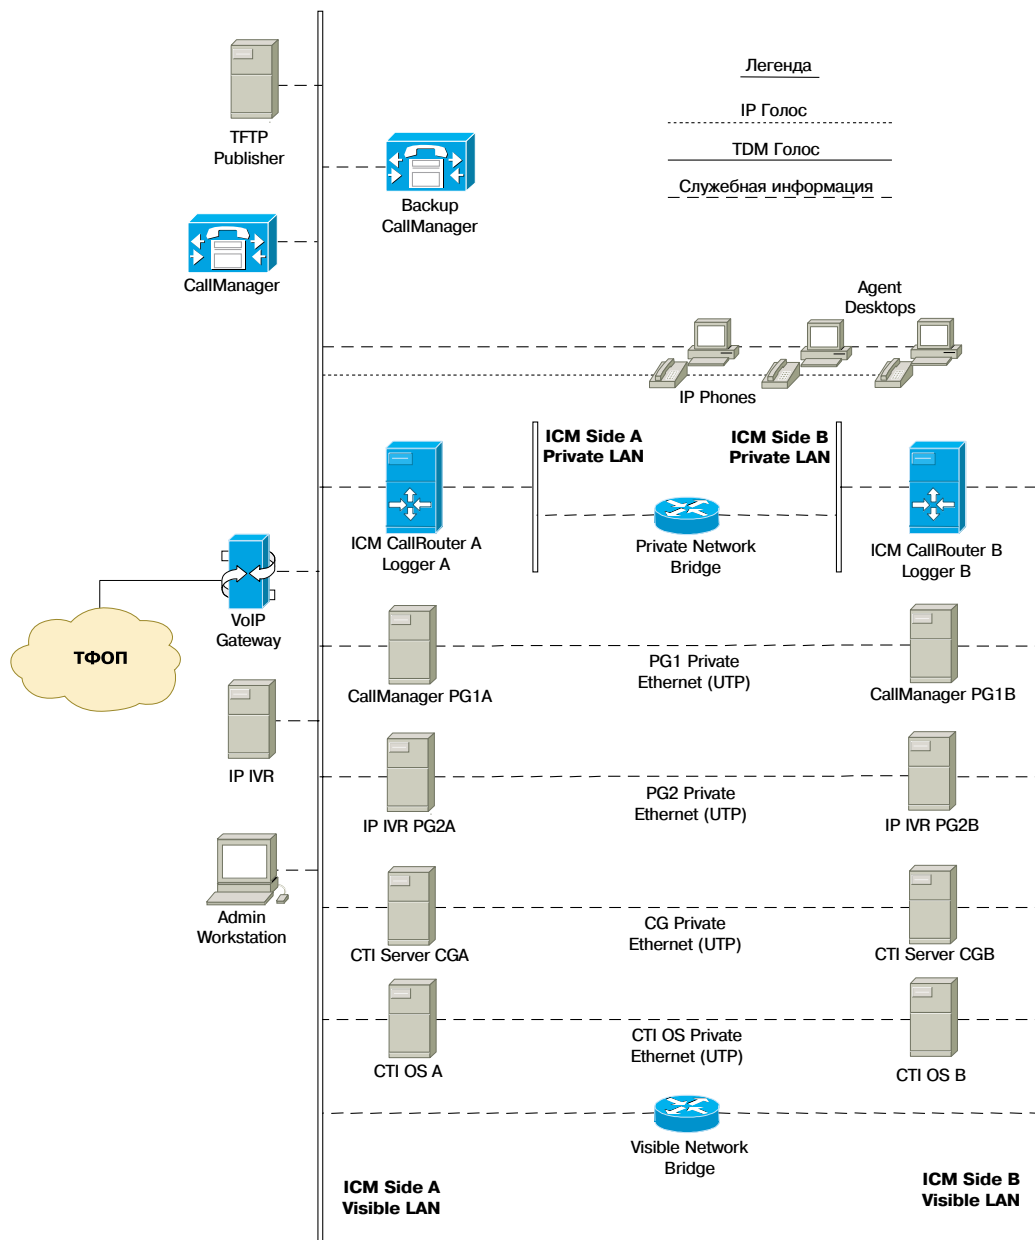 Легенда
IP Голос
TDM Голос
Служебная информация
TFTP
Publisher
Backup
CallManager
CallManager
Agent
Desktops
IP Phones
ICM Side A
Private LAN
ICM Side B
Private LAN
ICM CallRouter A
Logger A
Private Network
Bridge
ICM CallRouter B
Logger B
VoIP
Gateway
ТФОП
CallManager PG1A
PG1 Private
Ethernet (UTP)
CallManager PG1B
IP IVR
IP IVR PG2A
PG2 Private
Ethernet (UTP)
IP IVR PG2B
Admin
Workstation
CTI Server CGA
CG Private
Ethernet (UTP)
CTI Server CGB
CTI OS A
CTI OS Private
Ethernet (UTP)
CTI OS B
Visible Network
Bridge
ICM Side A
Visible LAN
ICM Side B
Visible LAN